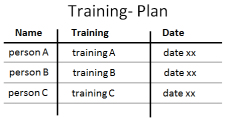 Training- Plan
Name Training Date
person A training A date xx
person B training B date xx
person C training C date xx